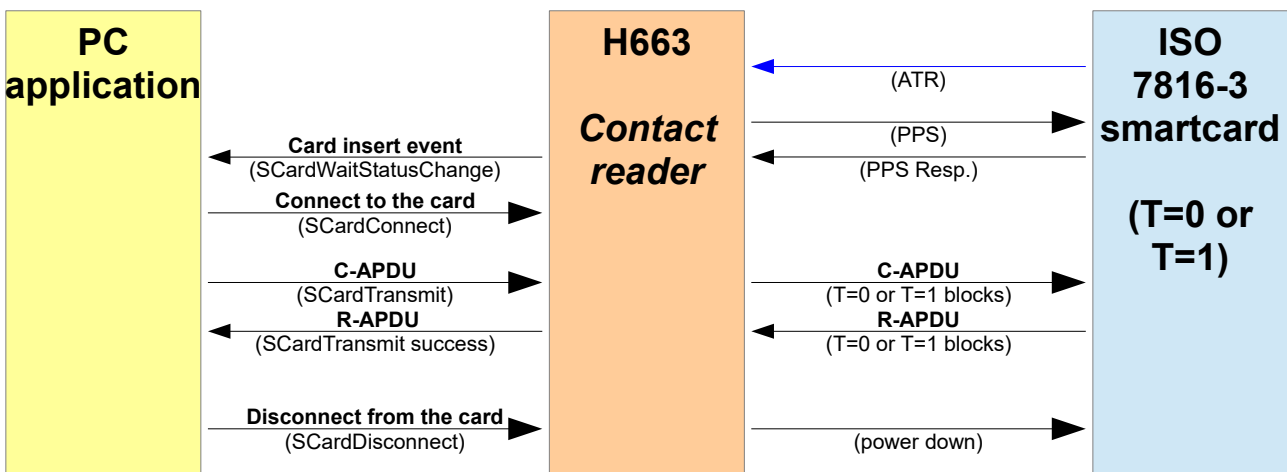 PC
application
H663
Contact
reader
ISO
7816-3
smartcard
(T=0 or
T=1)
(ATR)
(PPS)
Card insert event
(SCardWaitStatusChange)
(PPS Resp.)
Connect to the card
(SCardConnect)
C-APDU
(SCardTransmit)
C-APDU
(T=0 or T=1 blocks)
R-APDU
(SCardTransmit success)
R-APDU
(T=0 or T=1 blocks)
Disconnect from the card
(SCardDisconnect)
(power down)